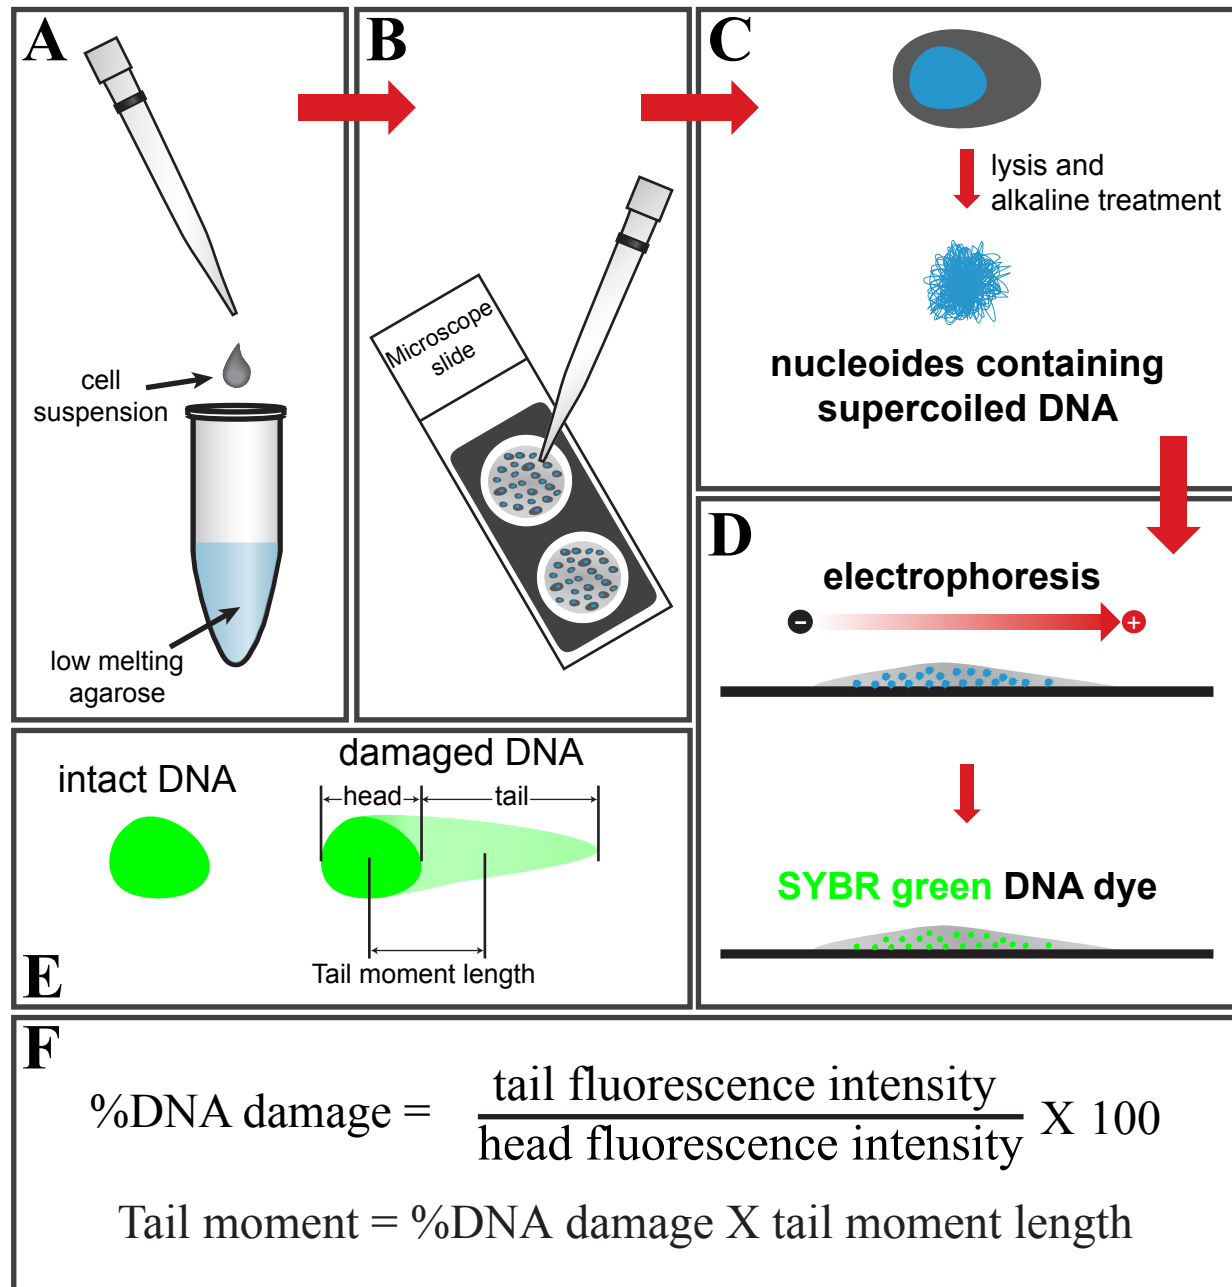 A
cell
suspension
low melting
agarose
B
Microscope
slide
C
lysis and
alkaline treatment
nucleoides containing
supercoiled DNA
D
electrophoresis
− +
SYBR green DNA dye
E
intact DNA
damaged DNA
head tail
Tail moment length
F
%DNA damage =
tail fluorescence intensity
head fluorescence intensity
X 100
Tail moment = %DNA damage X tail moment length